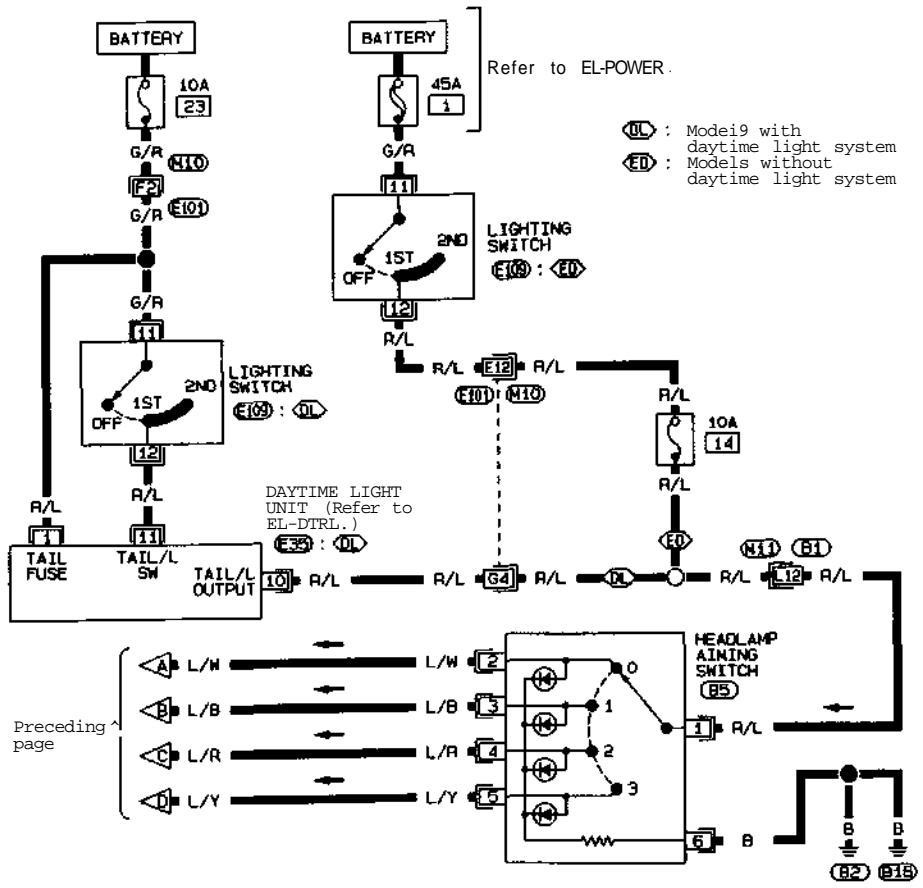 BATTERY
BATTERY
Refer to EL-POWER.
10A
23
45A
1
DL : Modei9 with
daytime light system
ED : Models without
daytime light system
G/R M10
F2
G/R E101
G/R
11
LIGHTING
SWITCH
E109 : ED
OFF 1ST 2ND
12
R/L
G/R
11
LIGHTING
SWITCH
E109 : DL
OFF 1ST 2ND
12
R/L E12 R/L
E101 M10
R/L
10A
14
R/L
ED
R/L
R/L
DAYTIME LIGHT
UNIT (Refer to
EL-DTRL.)
E35 : DL
1
TAIL
FUSE
11
TAIL/L
SW
TAIL/L
OUTPUT
10 R/L R/L G4 R/L DL R/L L12 R/L
M11 B1
Preceding
page
A L/W L/W 2
B L/B L/B 3
C L/R L/R 4
D L/Y L/Y 5
0
1
2
3
HEADLAMP
AIMING
SWITCH
B5
1 R/L
6 B
B B
B2 B18